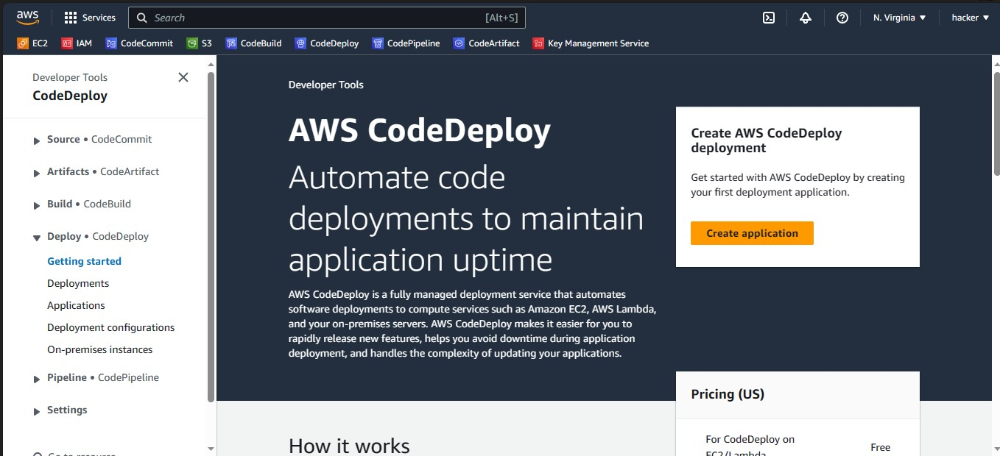 aws
Services
Search
[Alt+S]
N. Virginia
hacker
EC2
IAM
CodeCommit
S3
CodeBuild
CodeDeploy
CodePipeline
CodeArtifact
Key Management Service
Developer Tools
CodeDeploy
Source • CodeCommit
Artifacts • CodeArtifact
Build • CodeBuild
Deploy • CodeDeploy
Getting started
Deployments
Applications
Deployment configurations
On-premises instances
Pipeline • CodePipeline
Settings
Go to resource
Developer Tools
AWS CodeDeploy
Automate code
deployments to maintain
application uptime
AWS CodeDeploy is a fully managed deployment service that automates
software deployments to compute services such as Amazon EC2, AWS Lambda,
and your on-premises servers. AWS CodeDeploy makes it easier for you to
rapidly release new features, helps you avoid downtime during application
deployment, and handles the complexity of updating your applications.
Create AWS CodeDeploy
deployment
Get started with AWS CodeDeploy by creating
your first deployment application.
Create application
Pricing (US)
For CodeDeploy on
EC2/Lambda
Free
How it works